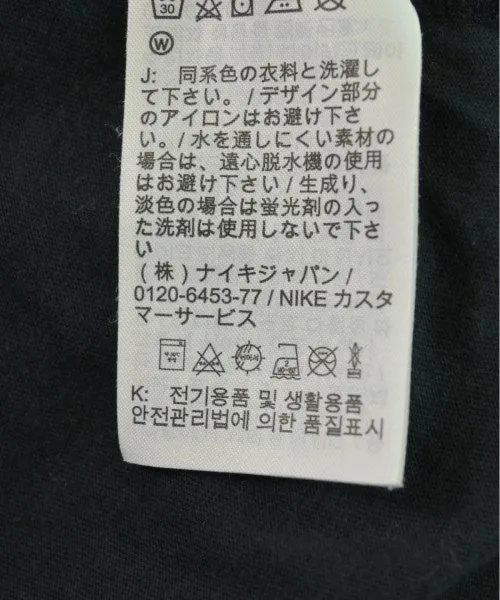 30
W
J: 同系色の衣料と洗濯し
て下さい。/ デザイン部分
のアイロンはお避け下さ
い。/ 水を通しにくい素材の
場合は、遠心脱水機の使用
はお避け下さい / 生成り、
淡色の場合は蛍光剤の入っ
た洗剤は使用しないで下さ
い
(株) ナイキジャパン /
0120-6453-77 / NIKE カスタ
マーサービス
K: 전기용품 및 생활용품
안전관리법에 의한 품질표시